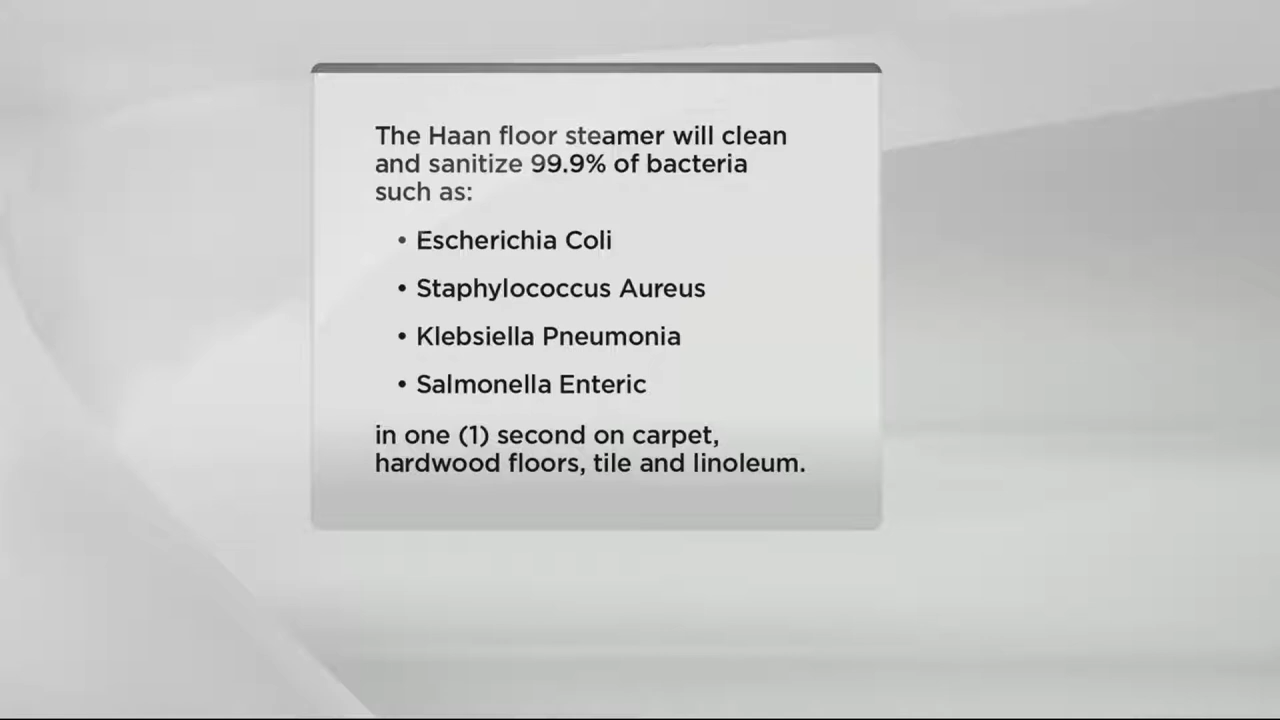 The Haan floor steamer will clean
and sanitize 99.9% of bacteria
such as:
• Escherichia Coli
• Staphylococcus Aureus
• Klebsiella Pneumonia
• Salmonella Enteric
in one (1) second on carpet,
hardwood floors, tile and linoleum.